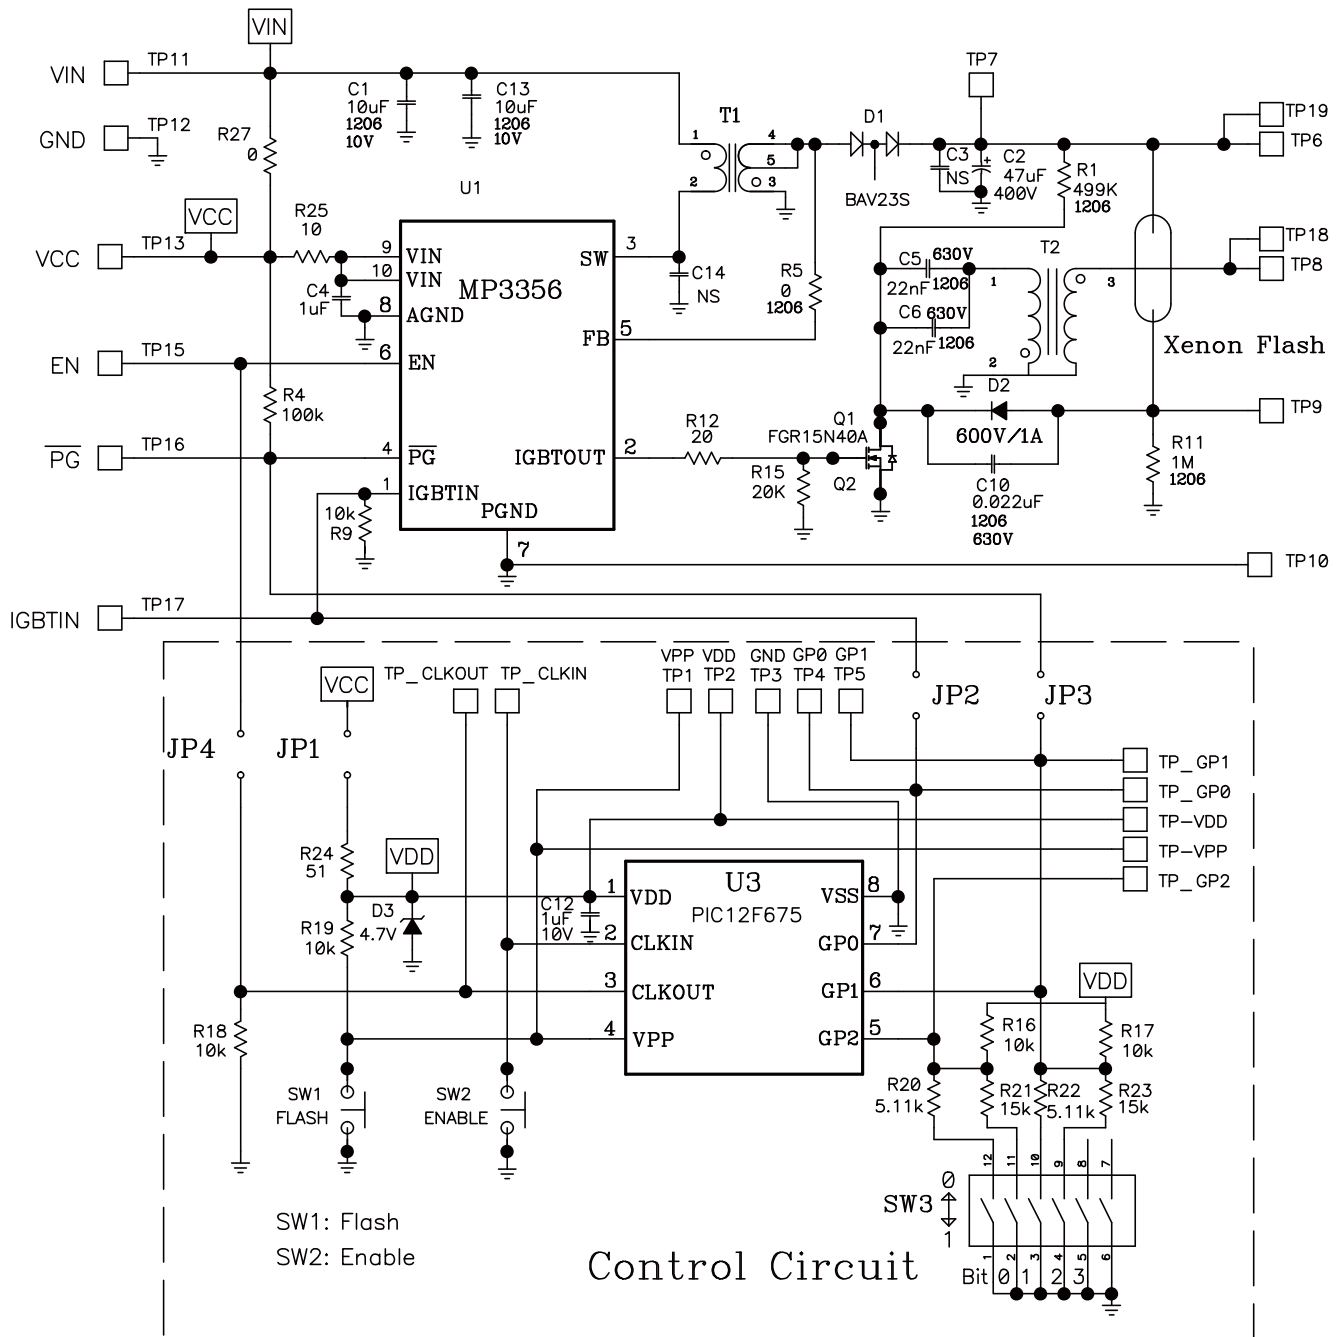 VIN
VIN
TP11
GND
TP12
R27
0
C1
10uF
1206
10V
C13
10uF
1206
10V
T1
1
2
4
5
3
D1
BAV23S
TP7
C3
NS
C2
47uF
400V
R1
499K
1206
TP19
TP6
U1
VCC
VCC
TP13
R25
10
C4
1uF
9
VIN
10
VIN
8
AGND
MP3356
SW
3
C14
NS
R5
0
1206
FB
5
C5
630V
22nF
1206
C6
630V
22nF
1206
T2
1
2
3
TP18
TP8
Xenon Flash
EN
TP15
6
EN
R4
100k
PG
TP16
4
PG
1
IGBTIN
10k
R9
IGBTOUT
2
PGND
7
R12
20
R15
20K
Q1
FGR15N40A
Q2
D2
600V/1A
C10
0.022uF
1206
630V
R11
1M
1206
TP9
TP10
IGBTIN
TP17
VCC
TP_CLKOUT
TP_CLKIN
VPP
TP1
VDD
TP2
GND
TP3
GP0
TP4
GP1
TP5
JP2
JP3
JP4
JP1
TP_GP1
TP_GP0
TP-VDD
TP-VPP
TP_GP2
R24
51
VDD
R19
10k
D3
4.7V
C12
1uF
10V
U3
PIC12F675
1
VDD
2
CLKIN
3
CLKOUT
4
VPP
VSS
8
GP0
7
GP1
6
GP2
5
VDD
R18
10k
R16
10k
R17
10k
R20
5.11k
R21
15k
R22
5.11k
R23
15k
SW1
FLASH
SW2
ENABLE
12
11
10
9
8
7
SW3
0
1
1
2
3
4
5
6
Bit 0 1 2 3
SW1: Flash
SW2: Enable
Control Circuit